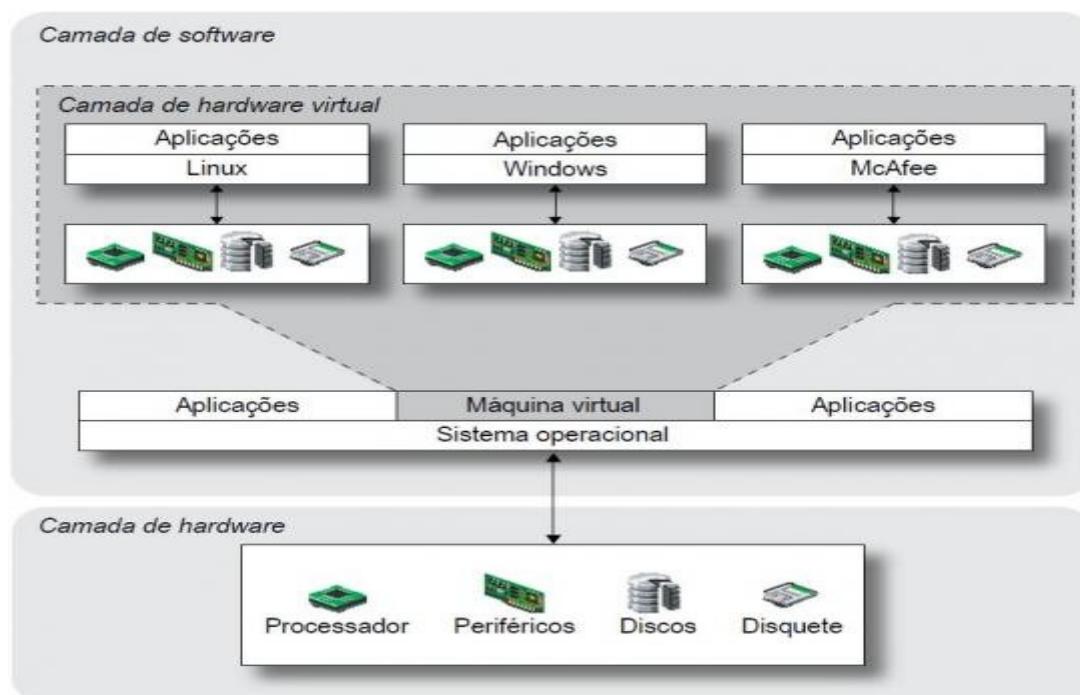 Camada de software
Camada de hardware virtual
Aplicações
Linux
Aplicações
Windows
Aplicações
McAfee
Aplicações
Máquina virtual
Aplicações
Sistema operacional
Camada de hardware
Processador
Periféricos
Discos
Disquete